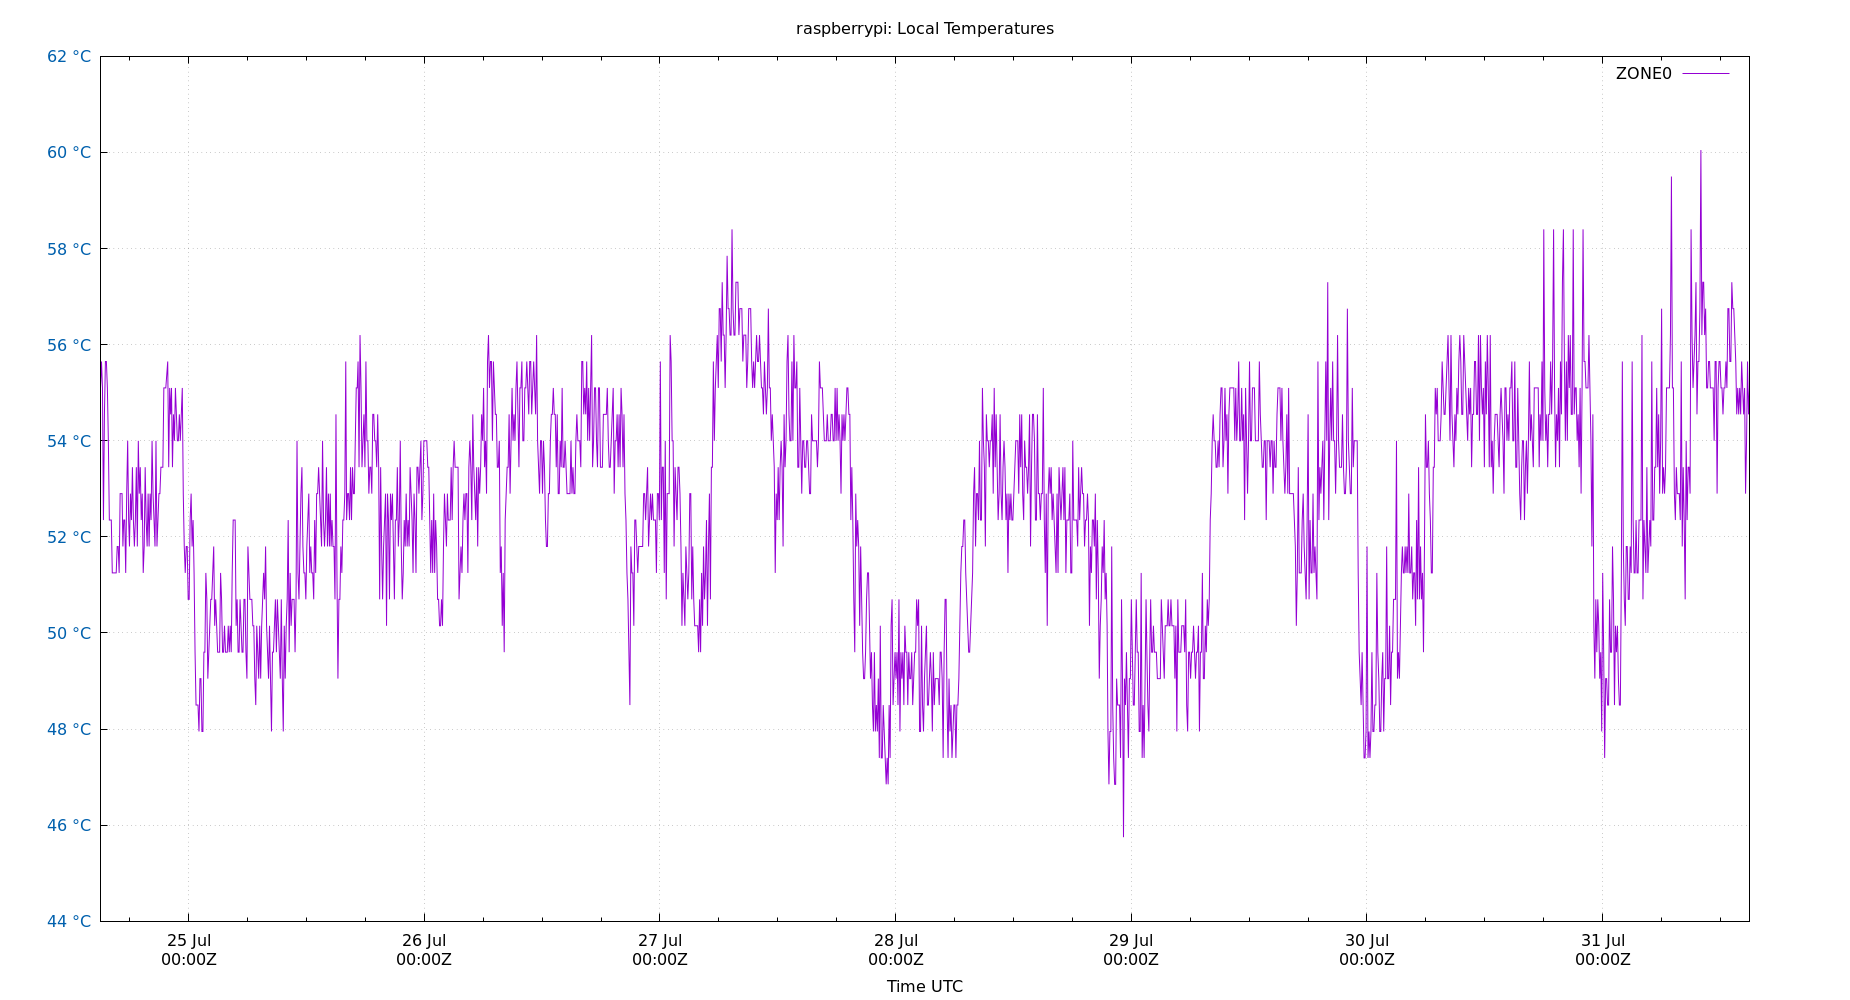 raspberrypi: Local Temperatures
62 °C
ZONE0
60 °C
58 °C
56 °C
54 °C
52 °C
50 °C
48 °C
46 °C
44 °C
25 Jul 26 Jul 27 Jul 28 Jul 29 Jul 30 Jul 31 Jul
00:00Z 00:00Z 00:00Z 00:00Z 00:00Z 00:00Z 00:00Z
Time UTC